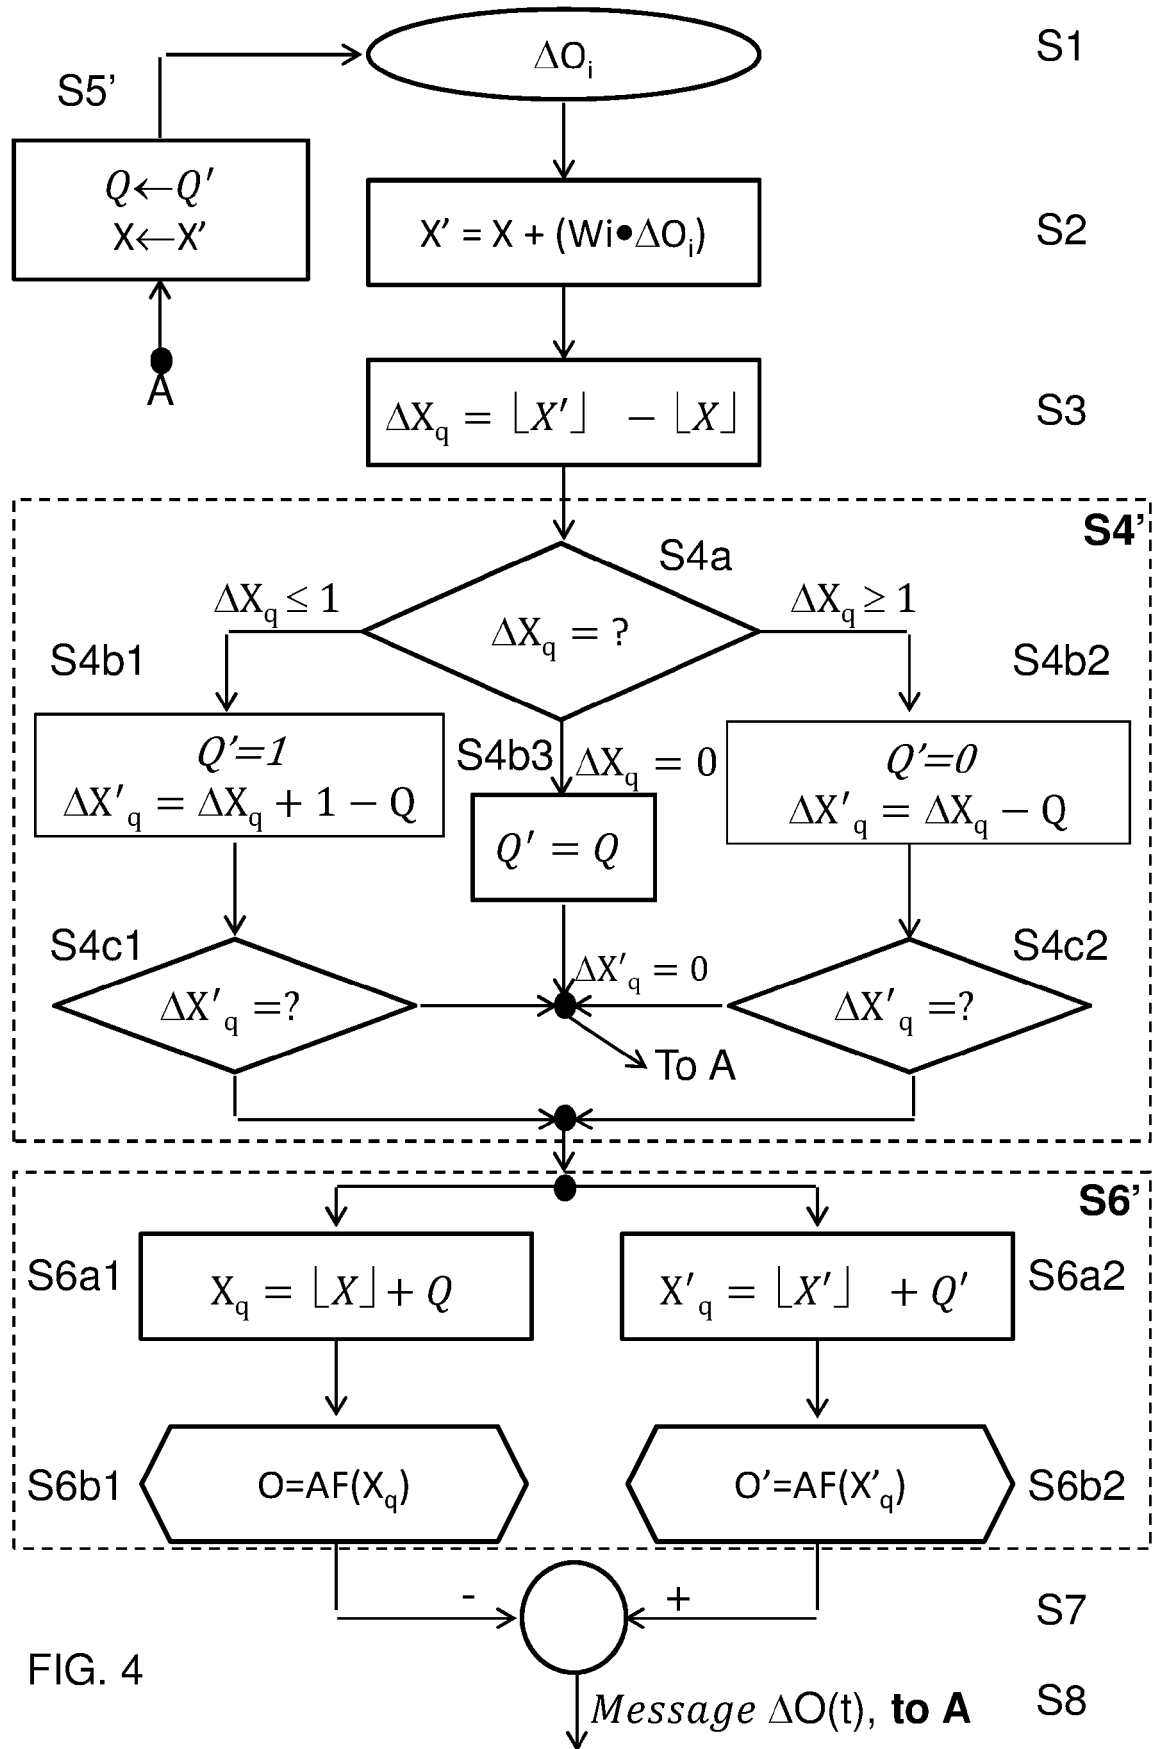 ΔOᵢ
S1
S5’
Q←Q′
X←X'
X’ = X + (Wi•ΔOᵢ)
S2
A
ΔX_q = ⌊X′⌋ − ⌊X⌋
S3
S4’
S4a
ΔX_q ≤ 1
ΔX_q ≥ 1
ΔX_q = ?
S4b1
S4b2
Q’=1
ΔX′_q = ΔX_q + 1 − Q
S4b3
ΔX_q = 0
Q’=0
ΔX′_q = ΔX_q − Q
Q′ = Q
S4c1
S4c2
ΔX′_q = 0
ΔX′_q =?
ΔX′_q =?
To A
S6’
S6a1
X_q = ⌊X⌋ + Q
X′_q = ⌊X′⌋ + Q′
S6a2
S6b1
O=AF(X_q)
O’=AF(X’_q)
S6b2
-
+
S7
FIG. 4
S8
Message ΔO(t), to A